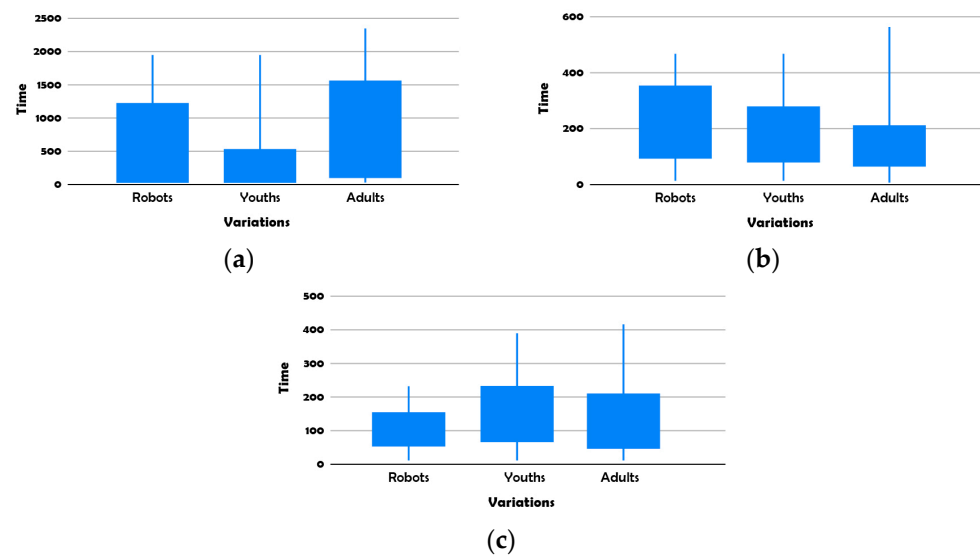 2500
2000
1500
1000
500
0
Time
Robots Youths Adults
Variations
(a)
600
400
200
0
Time
Robots Youths Adults
Variations
(b)
500
400
300
200
100
0
Time
Robots Youths Adults
Variations
(c)